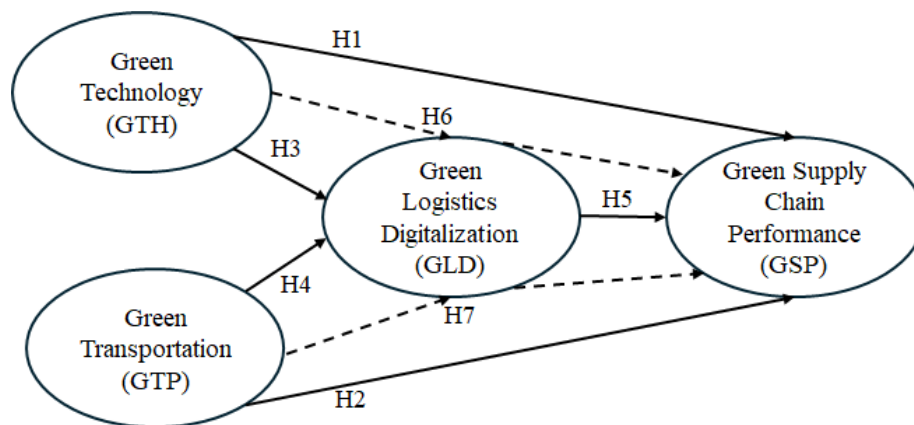 H1
Green
Technology
(GTH)
H6
H3
Green
Logistics
Digitalization
(GLD)
H5
Green Supply
Chain
Performance
(GSP)
H4
H7
Green
Transportation
(GTP)
H2